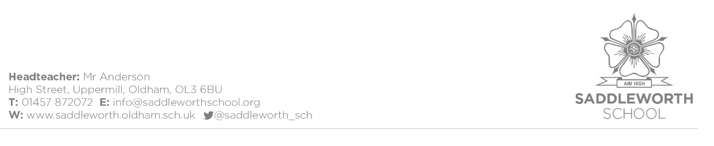 Headteacher: Mr Anderson
High Street, Uppermill, Oldham, OL3 6BU
T: 01457 872072 E: info@saddleworthschool.org
W: www.saddleworth.oldham.sch.uk @saddleworth_sch
AIM HIGH
SADDLEWORTH
SCHOOL